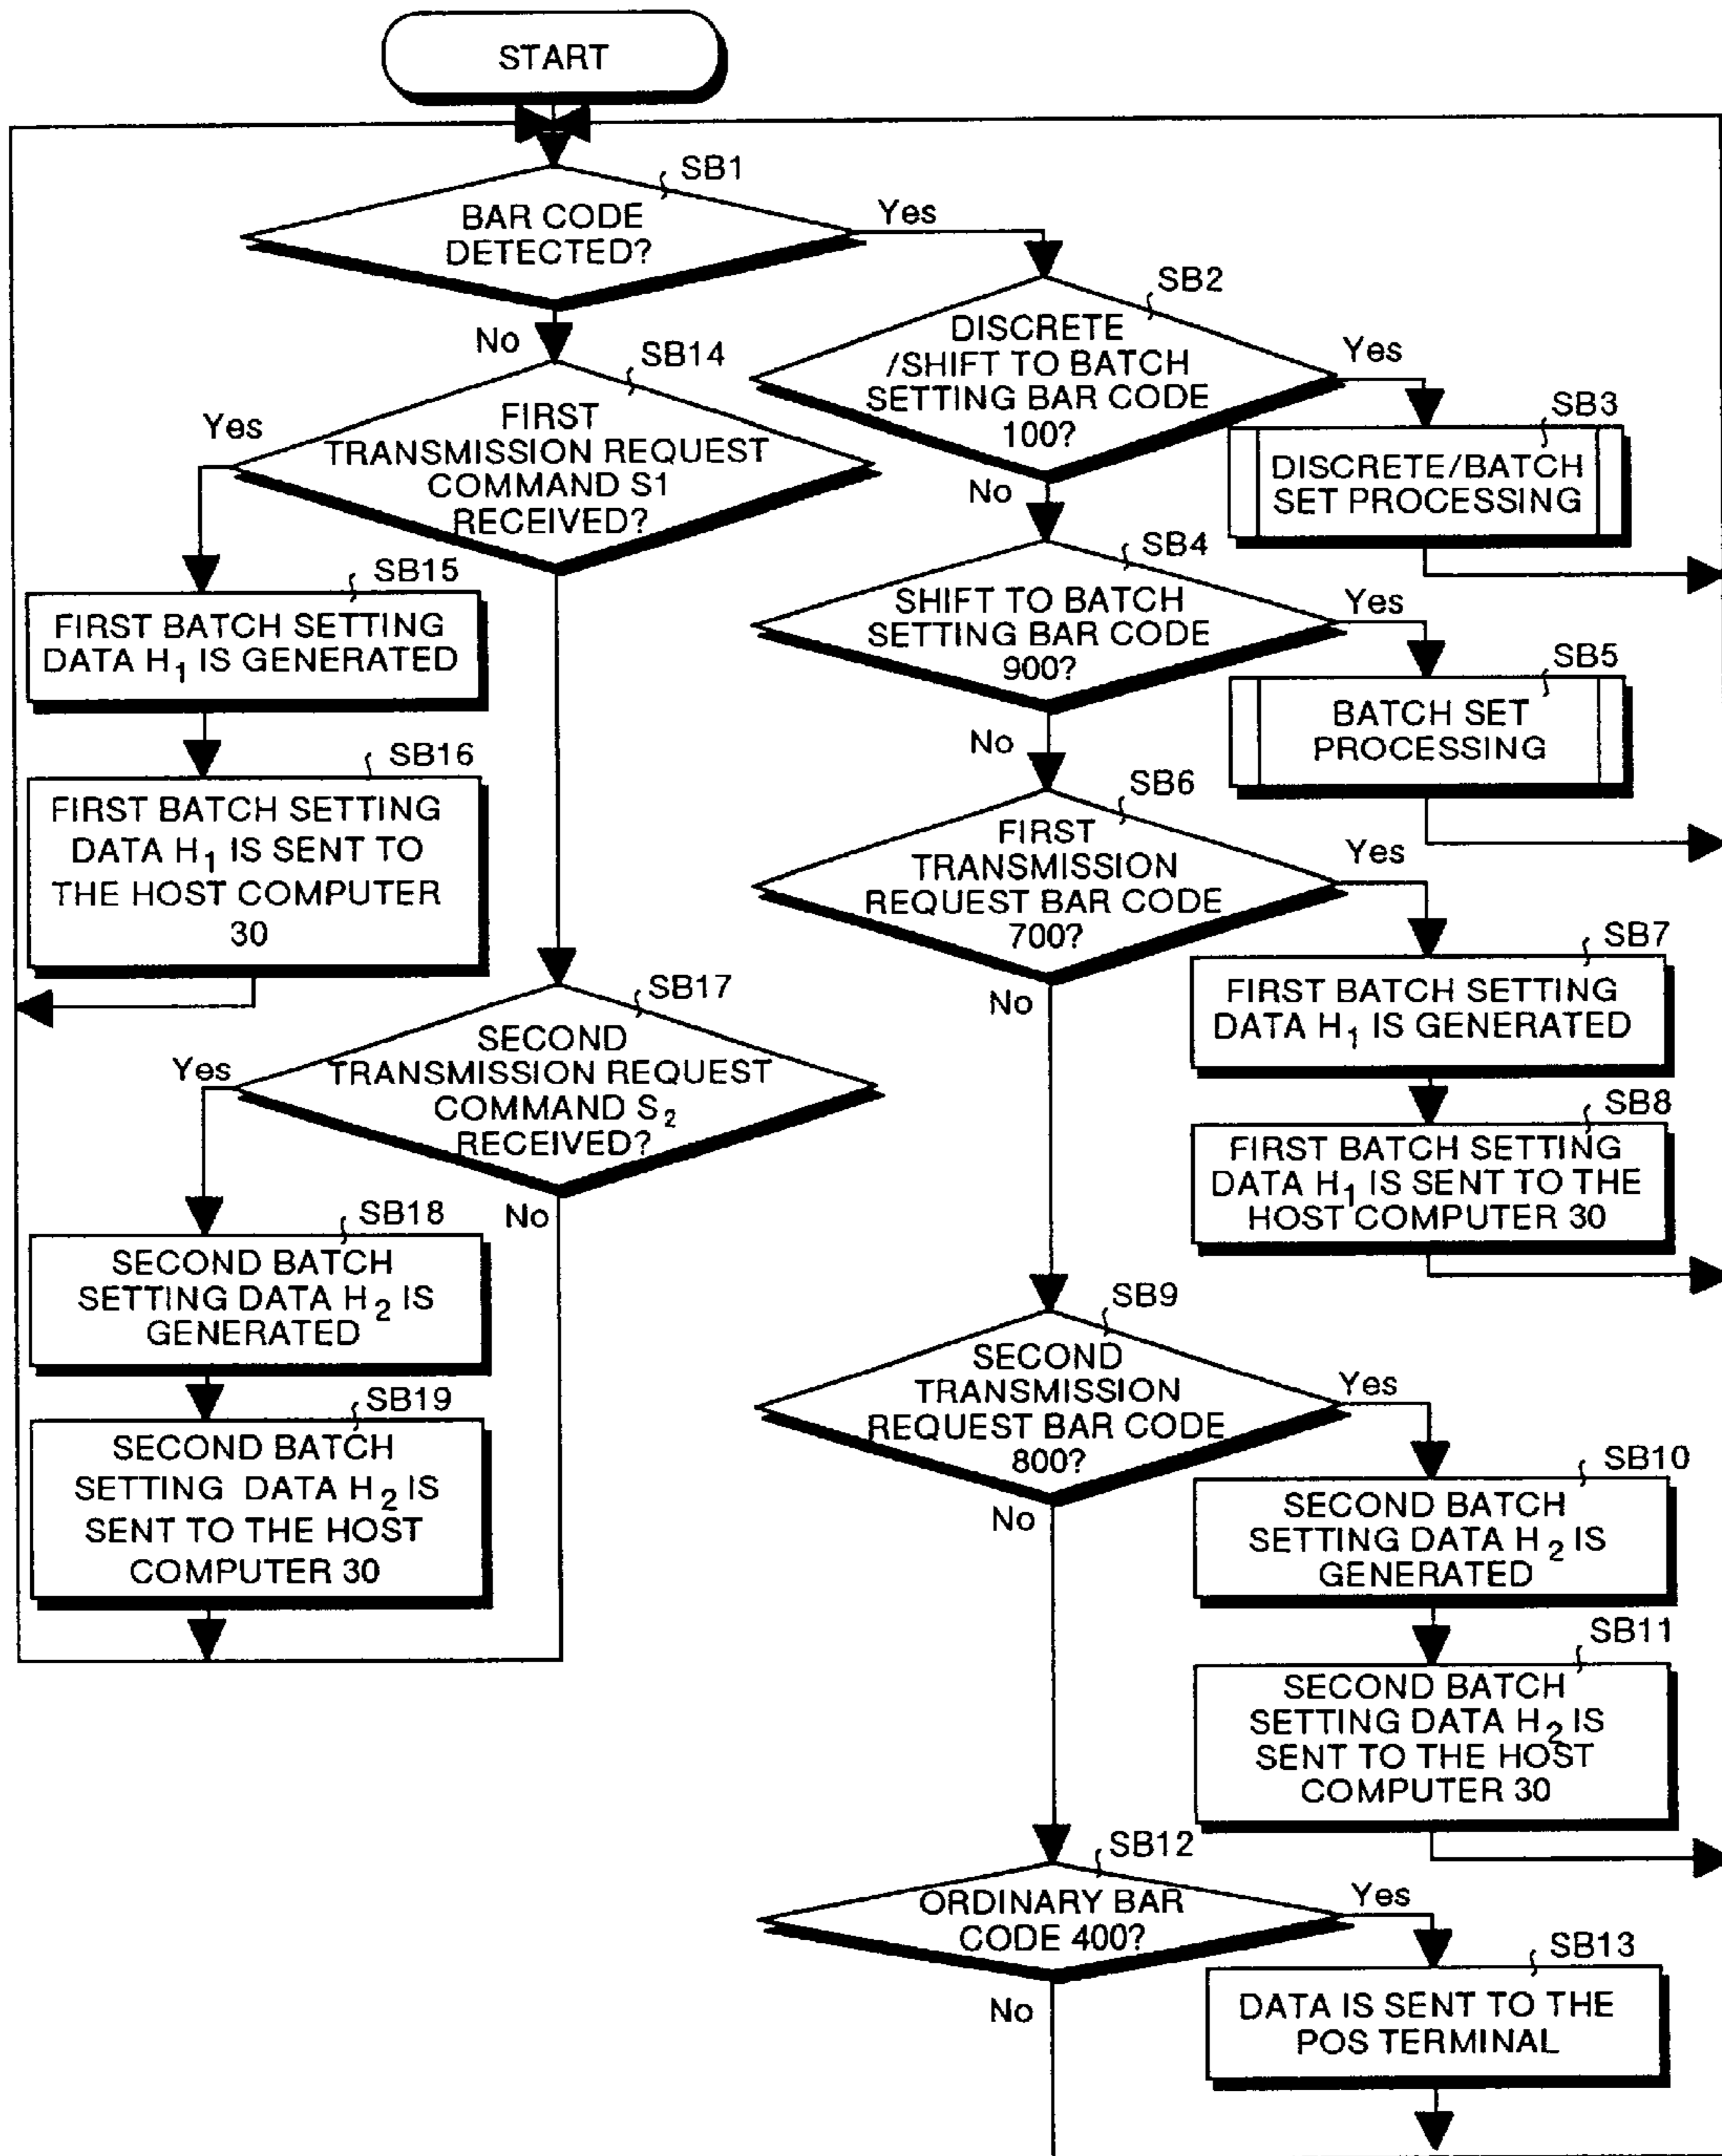 START
SB1
BAR CODE
DETECTED?
Yes
No
SB2
DISCRETE
/SHIFT TO BATCH
SETTING BAR CODE
100?
Yes
No
SB3
DISCRETE/BATCH
SET PROCESSING
SB14
FIRST
TRANSMISSION REQUEST
COMMAND S1
RECEIVED?
Yes
SB15
FIRST BATCH SETTING
DATA H1 IS GENERATED
SB16
FIRST BATCH SETTING
DATA H1 IS SENT TO
THE HOST COMPUTER
30
SB4
SHIFT TO BATCH
SETTING BAR CODE
900?
Yes
No
SB5
BATCH SET
PROCESSING
SB6
FIRST
TRANSMISSION
REQUEST BAR CODE
700?
Yes
No
SB7
FIRST BATCH SETTING
DATA H1 IS GENERATED
SB8
FIRST BATCH SETTING
DATA H1 IS SENT TO THE
HOST COMPUTER 30
SB17
SECOND
TRANSMISSION REQUEST
COMMAND S2
RECEIVED?
Yes
No
SB18
SECOND BATCH
SETTING DATA H2 IS
GENERATED
SB19
SECOND BATCH
SETTING DATA H2 IS
SENT TO THE HOST
COMPUTER 30
SB9
SECOND
TRANSMISSION
REQUEST BAR CODE
800?
Yes
No
SB10
SECOND BATCH
SETTING DATA H2 IS
GENERATED
SB11
SECOND BATCH
SETTING DATA H2 IS
SENT TO THE HOST
COMPUTER 30
SB12
ORDINARY BAR
CODE 400?
Yes
No
SB13
DATA IS SENT TO THE
POS TERMINAL